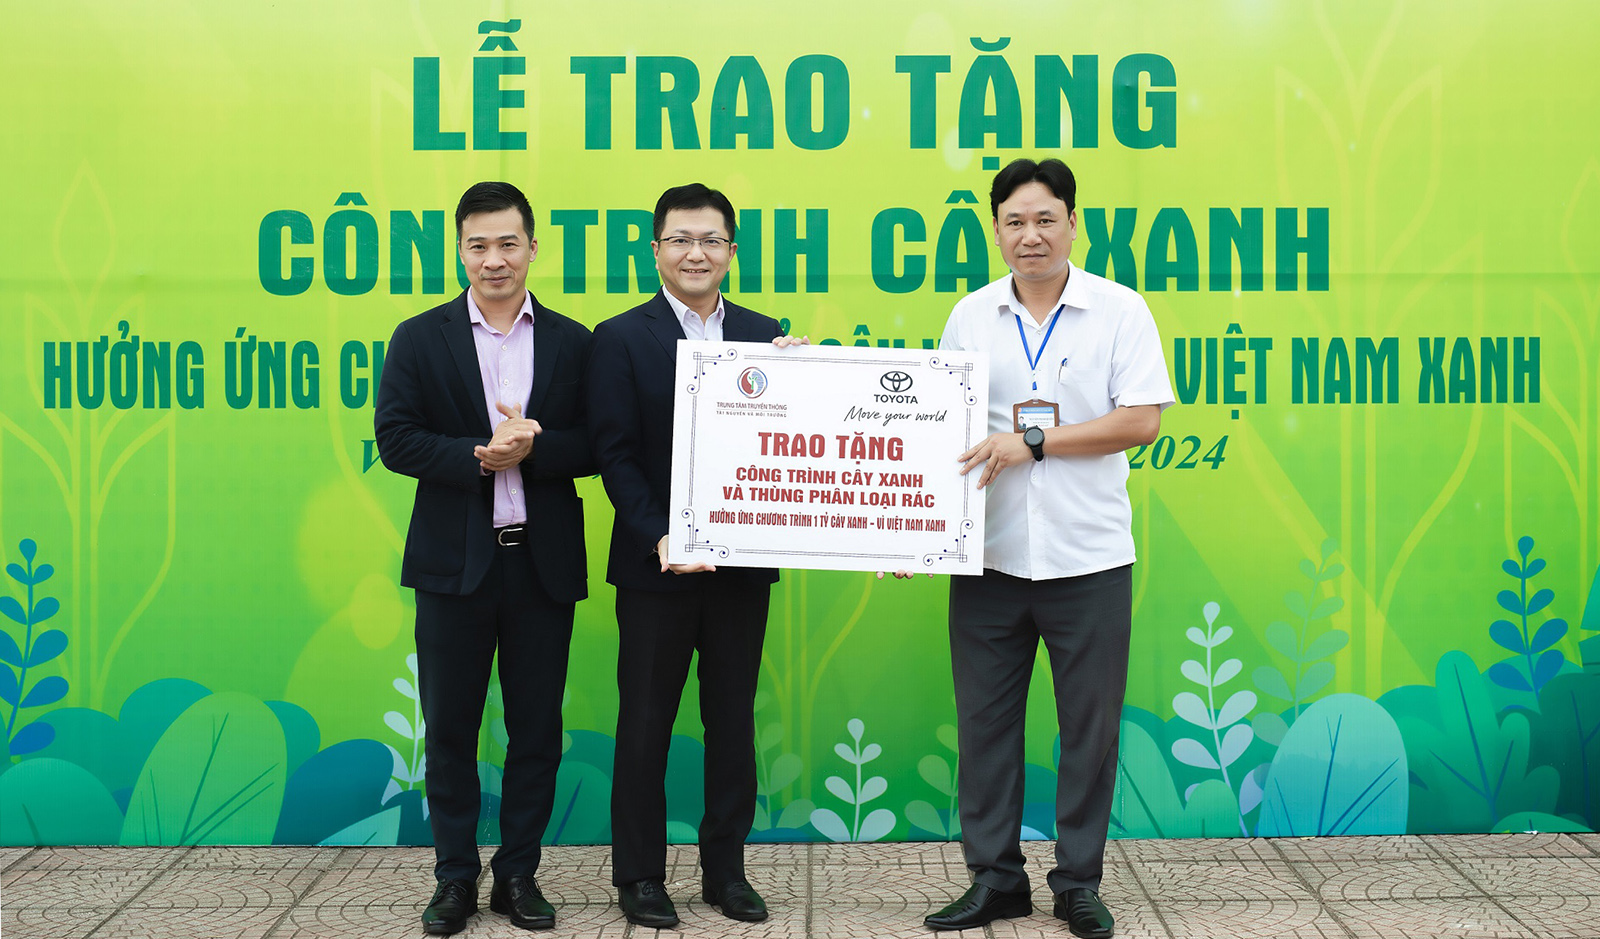 LỄ TRAO TẶNG
CÔNG TRÌNH CÂY XANH
HƯỞNG ỨNG VIỆT NAM XANH
2024
TRUNG TÂM TRUYỀN THÔNG
TÀI NGUYÊN VÀ MÔI TRƯỜNG
TOYOTA
Move your world
TRAO TẶNG
CÔNG TRÌNH CÂY XANH
VÀ THÙNG PHÂN LOẠI RÁC
HƯỞNG ỨNG CHƯƠNG TRÌNH 1 TỶ CÂY XANH - VÌ VIỆT NAM XANH